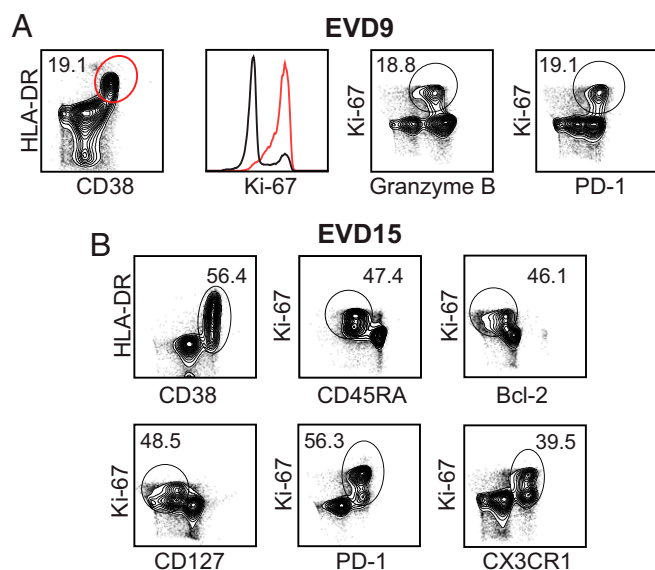 A
EVD9
19.1
HLA-DR
CD38
Ki-67
18.8
Ki-67
Granzyme B
19.1
Ki-67
PD-1
B
EVD15
56.4
HLA-DR
CD38
47.4
Ki-67
CD45RA
46.1
Ki-67
Bcl-2
48.5
Ki-67
CD127
56.3
Ki-67
PD-1
39.5
Ki-67
CX3CR1